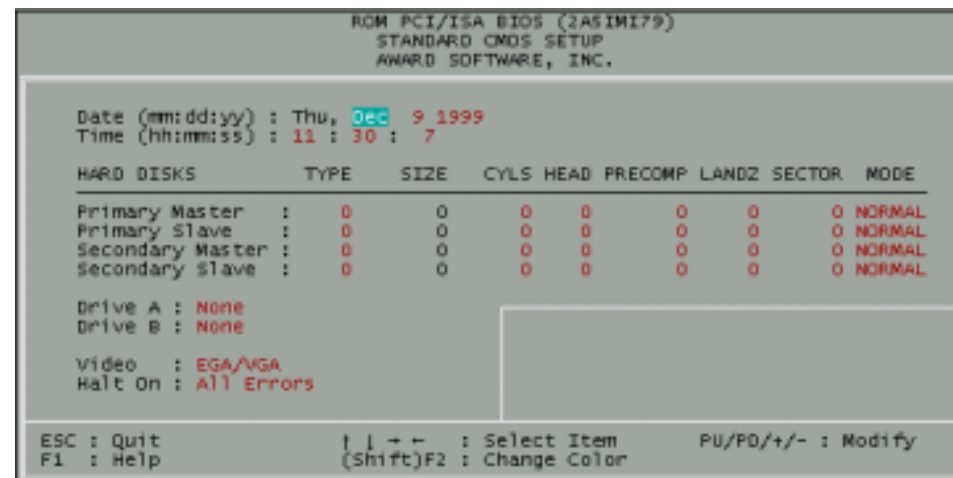 ROM PCI/ISA BIOS (2ASIMI79)
STANDARD CMOS SETUP
AWARD SOFTWARE, INC.
Date (mm:dd:yy) : Thu, Dec 9 1999
Time (hh:mm:ss) : 11 : 30 : 7
HARD DISKS TYPE SIZE CYLS HEAD PRECOMP LANDZ SECTOR MODE
Primary Master : 0 0 0 0 0 0 0 NORMAL
Primary Slave : 0 0 0 0 0 0 0 NORMAL
Secondary Master : 0 0 0 0 0 0 0 NORMAL
Secondary Slave : 0 0 0 0 0 0 0 NORMAL
Drive A : None
Drive B : None
Video : EGA/VGA
Halt On : All Errors
ESC : Quit ↑ ↓ → ← : Select Item PU/PD/+/- : Modify
F1 : Help (Shift)F2 : Change Color